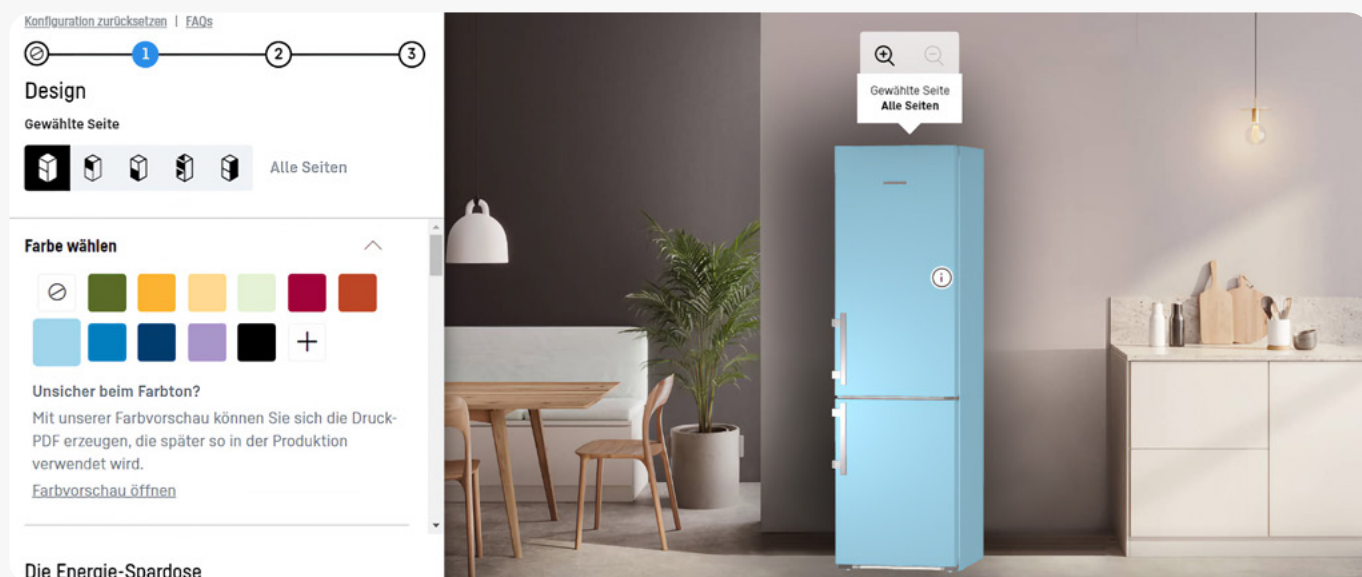 Konfiguration zurücksetzen | FAQs
1 2 3
Design
Gewählte Seite
Alle Seiten
Farbe wählen
Unsicher beim Farbton?
Mit unserer Farbvorschau können Sie sich die Druck-
PDF erzeugen, die später so in der Produktion
verwendet wird.
Farbvorschau öffnen
Die Energie-Spardose
Gewählte Seite
Alle Seiten
i